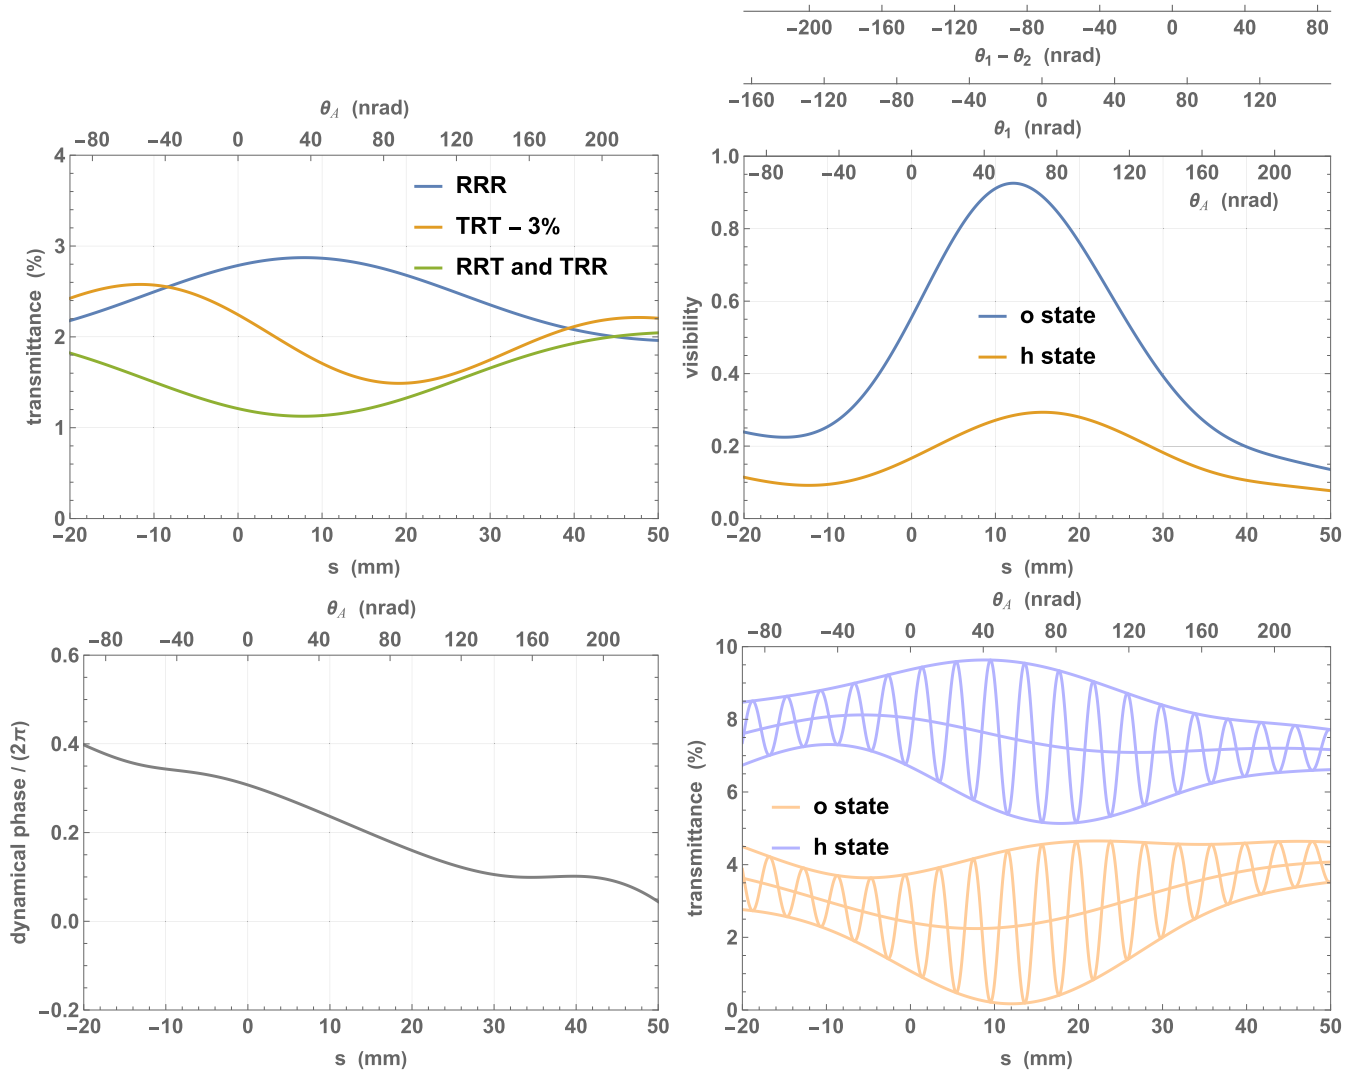 −200 −160 −120 −80 −40 0 40 80
θ1 − θ2 (nrad)
−160 −120 −80 −40 0 40 80 120
θ1 (nrad)
θA (nrad)
−80 −40 0 40 80 120 160 200
4
3
2
1
0
transmittance (%)
RRR
TRT − 3%
RRT and TRR
−20 −10 0 10 20 30 40 50
s (mm)
−80 −40 0 40 80 120 160 200
θA (nrad)
1.0
0.8
0.6
0.4
0.2
0.0
visibility
o state
h state
−20 −10 0 10 20 30 40 50
s (mm)
θA (nrad)
−80 −40 0 40 80 120 160 200
0.6
0.4
0.2
0.0
−0.2
dynamical phase / (2π)
−20 −10 0 10 20 30 40 50
s (mm)
θA (nrad)
−80 −40 0 40 80 120 160 200
10
8
6
4
2
0
transmittance (%)
o state
h state
−20 −10 0 10 20 30 40 50
s (mm)